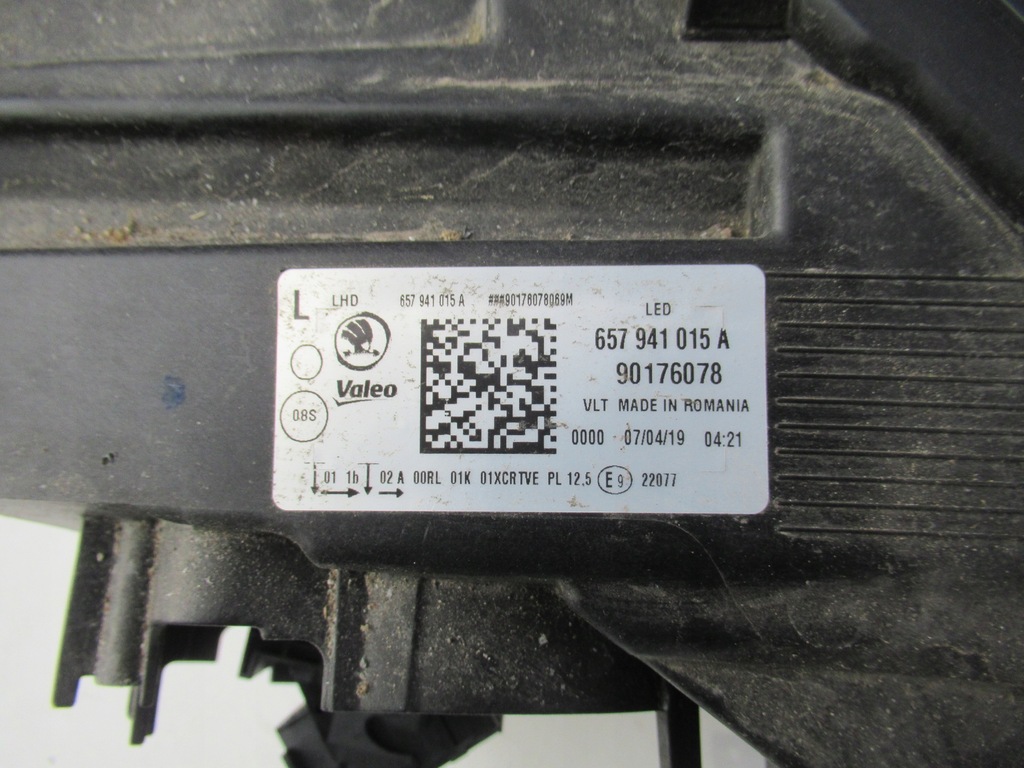 L LHD 657 941 015 A ###90176078069M
LED
657 941 015 A
90176078
Valeo
VLT MADE IN ROMANIA
08S
0000 07/04/19 04:21
01 1b 02 A 00RL 01K 01XCRTVE PL 12.5 E9 22077